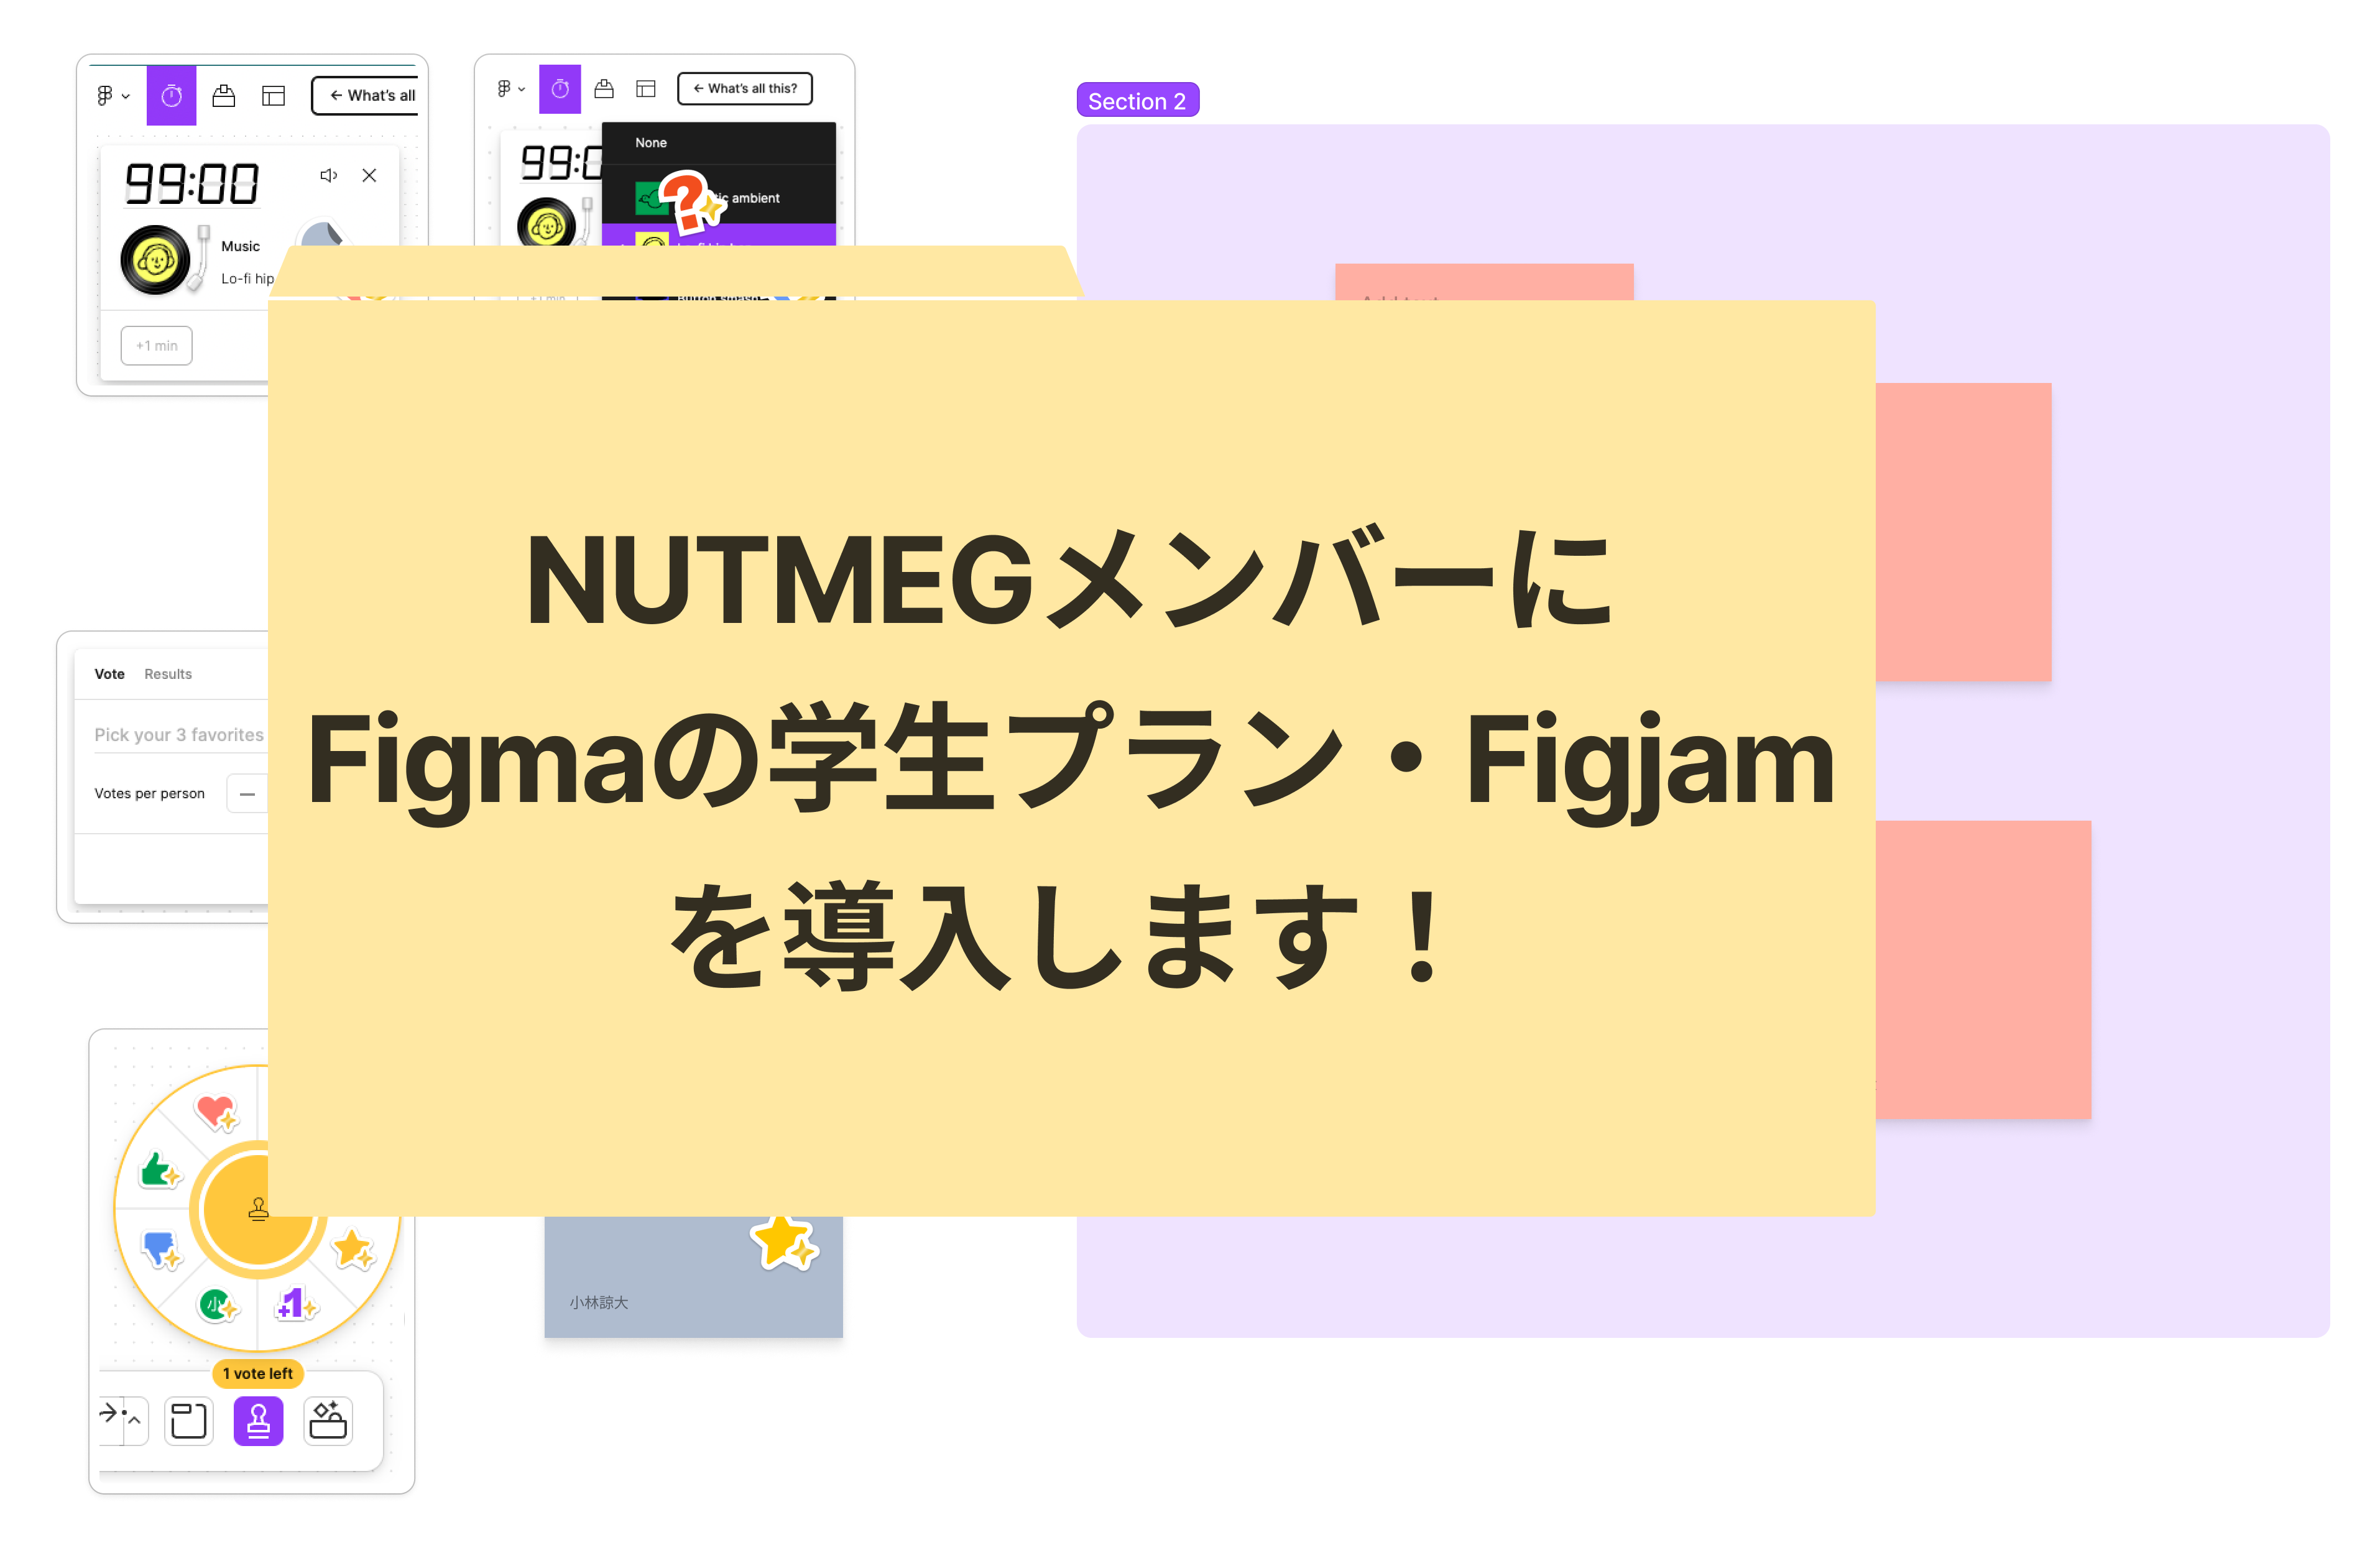 ← What's all
99:00
Music
Lo-fi hip
+1 min
← What's all this?
99:0
None
ambient
Section 2
NUTMEGメンバーに
Figmaの学生プラン・Figjam
を導入します！
Vote Results
Pick your 3 favorites
Votes per person
小
+1
1 vote left
小林諒大